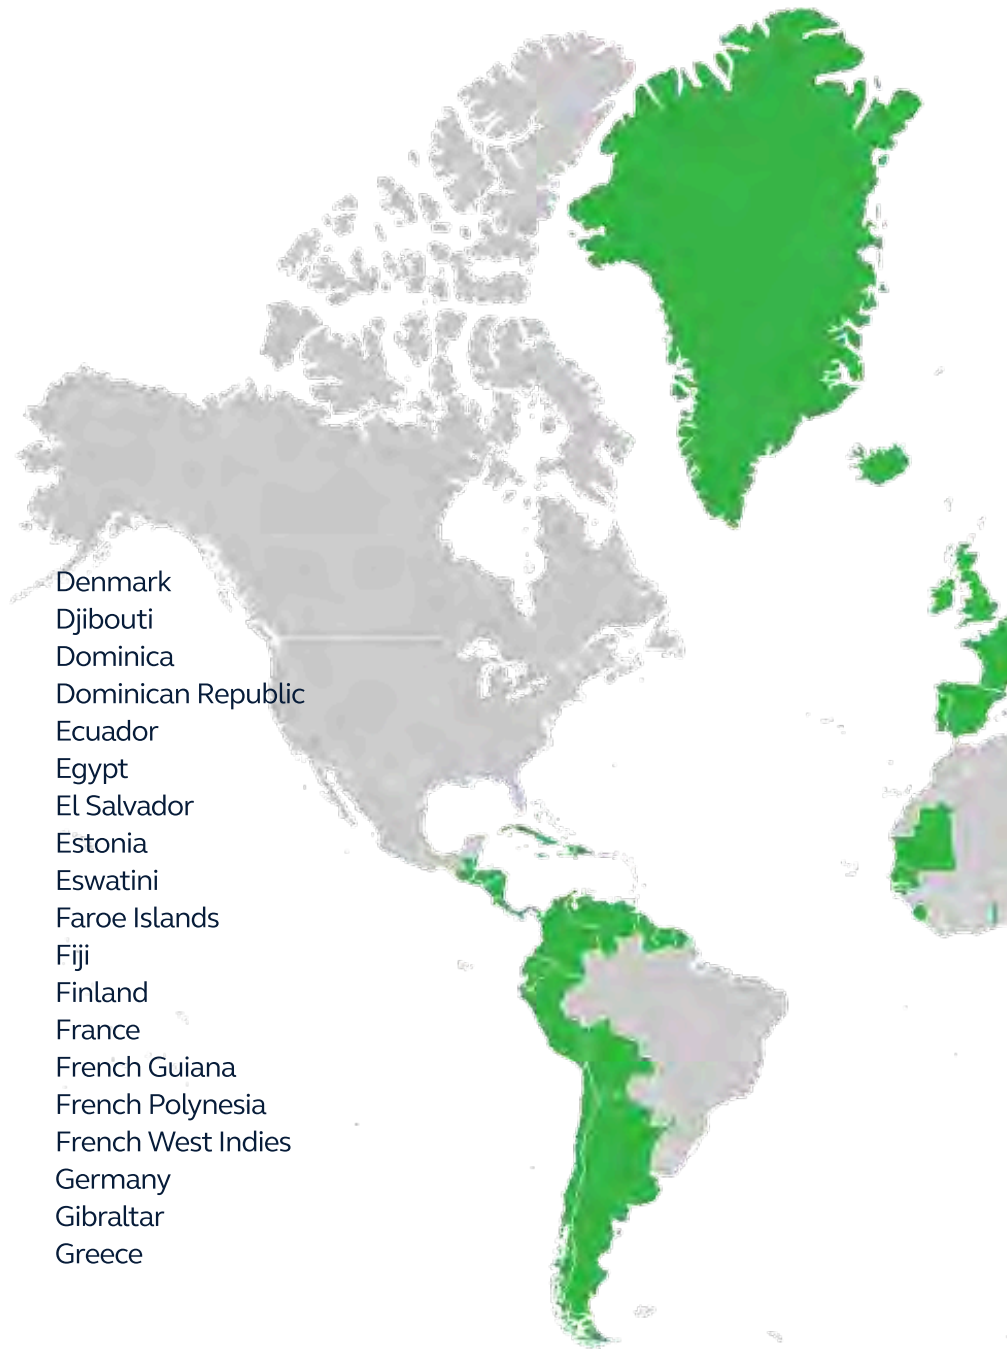 Denmark
Djibouti
Dominica
Dominican Republic
Ecuador
Egypt
El Salvador
Estonia
Eswatini
Faroe Islands
Fiji
Finland
France
French Guiana
French Polynesia
French West Indies
Germany
Gibraltar
Greece